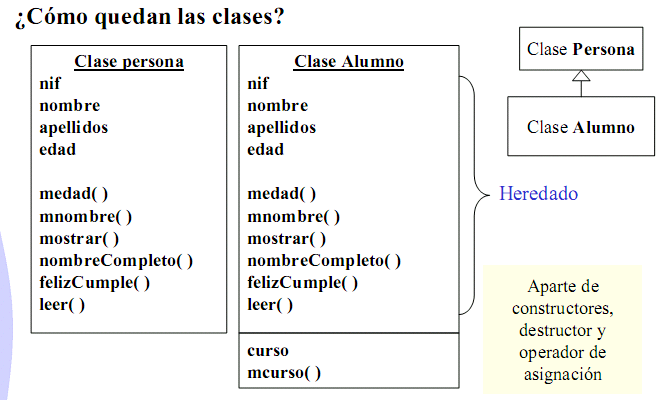 ¿Cómo quedan las clases?
Clase persona
nif
nombre
apellidos
edad
medad( )
mnombre( )
mostrar( )
nombreCompleto( )
felizCumple( )
leer( )
Clase Alumno
nif
nombre
apellidos
edad
medad( )
mnombre( )
mostrar( )
nombreCompleto( )
felizCumple( )
leer( )
curso
mcurso( )
Heredado
Clase Persona
Clase Alumno
Aparte de
constructores,
destructor y
operador de
asignación